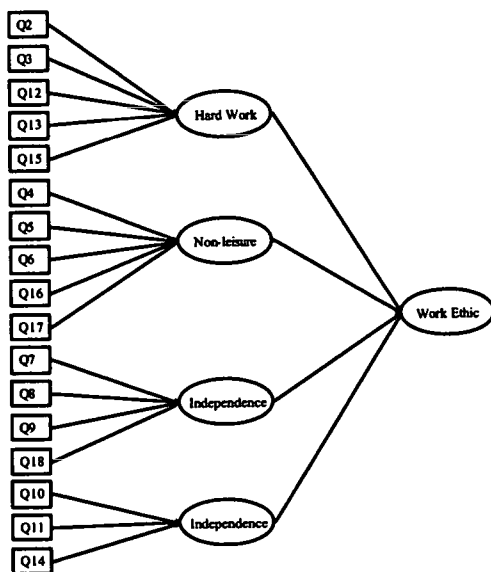 Q2
Q3
Q12
Q13
Q15
Hard Work
Q4
Q5
Q6
Q16
Q17
Non-leisure
Work Ethic
Q7
Q8
Q9
Q18
Independence
Q10
Q11
Q14
Independence